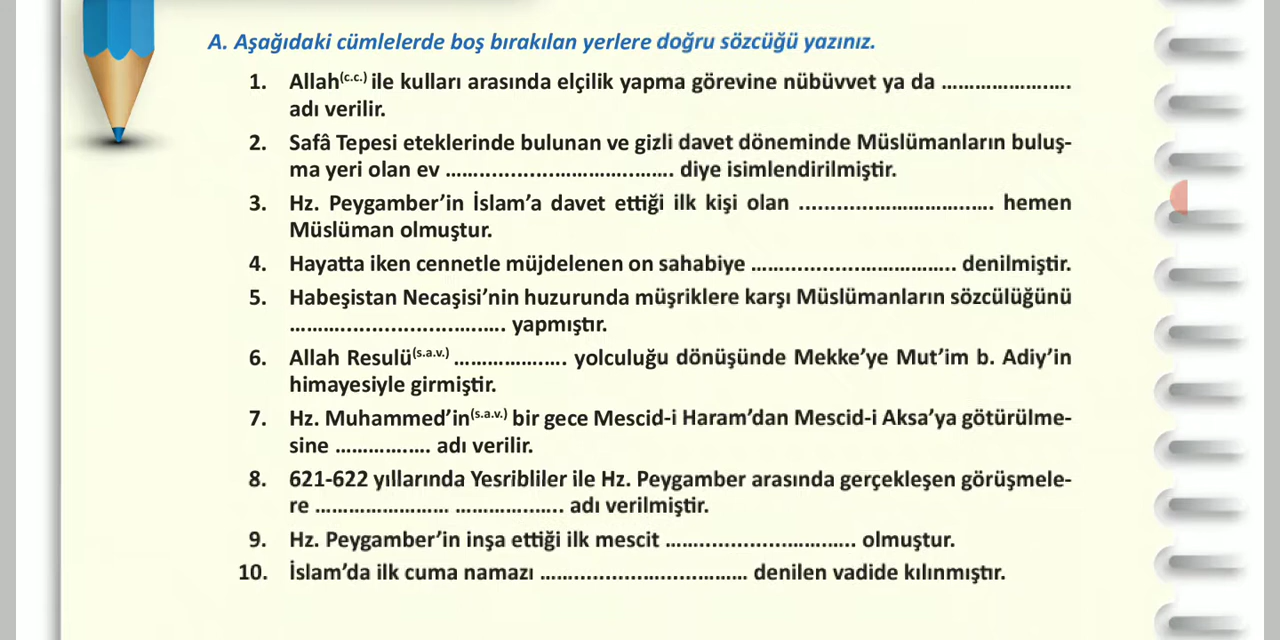 A. Aşağıdaki cümlelerde boş bırakılan yerlere doğru sözcüğü yazınız.
1. Allah(c.c.) ile kulları arasında elçilik yapma görevine nübüvvet ya da ......................
adı verilir.
2. Safâ Tepesi eteklerinde bulunan ve gizli davet döneminde Müslümanların buluş-
ma yeri olan ev ....................................... diye isimlendirilmiştir.
3. Hz. Peygamber’in İslam’a davet ettiği ilk kişi olan ................................. hemen
Müslüman olmuştur.
4. Hayatta iken cennetle müjdelenen on sahabiye ................................... denilmiştir.
5. Habeşistan Necaşisi’nin huzurunda müşriklere karşı Müslümanların sözcülüğünü
.................................... yapmıştır.
6. Allah Resulü(s.a.v.) ................... yolculuğu dönüşünde Mekke’ye Mut’im b. Adiy’in
himayesiyle girmiştir.
7. Hz. Muhammed’in(s.a.v.) bir gece Mescid-i Haram’dan Mescid-i Aksa’ya götürülme-
sine ................ adı verilir.
8. 621-622 yıllarında Yesribliler ile Hz. Peygamber arasında gerçekleşen görüşmele-
re ....................... ................... adı verilmiştir.
9. Hz. Peygamber’in inşa ettiği ilk mescit ................................ olmuştur.
10. İslam’da ilk cuma namazı ................................... denilen vadide kılınmıştır.